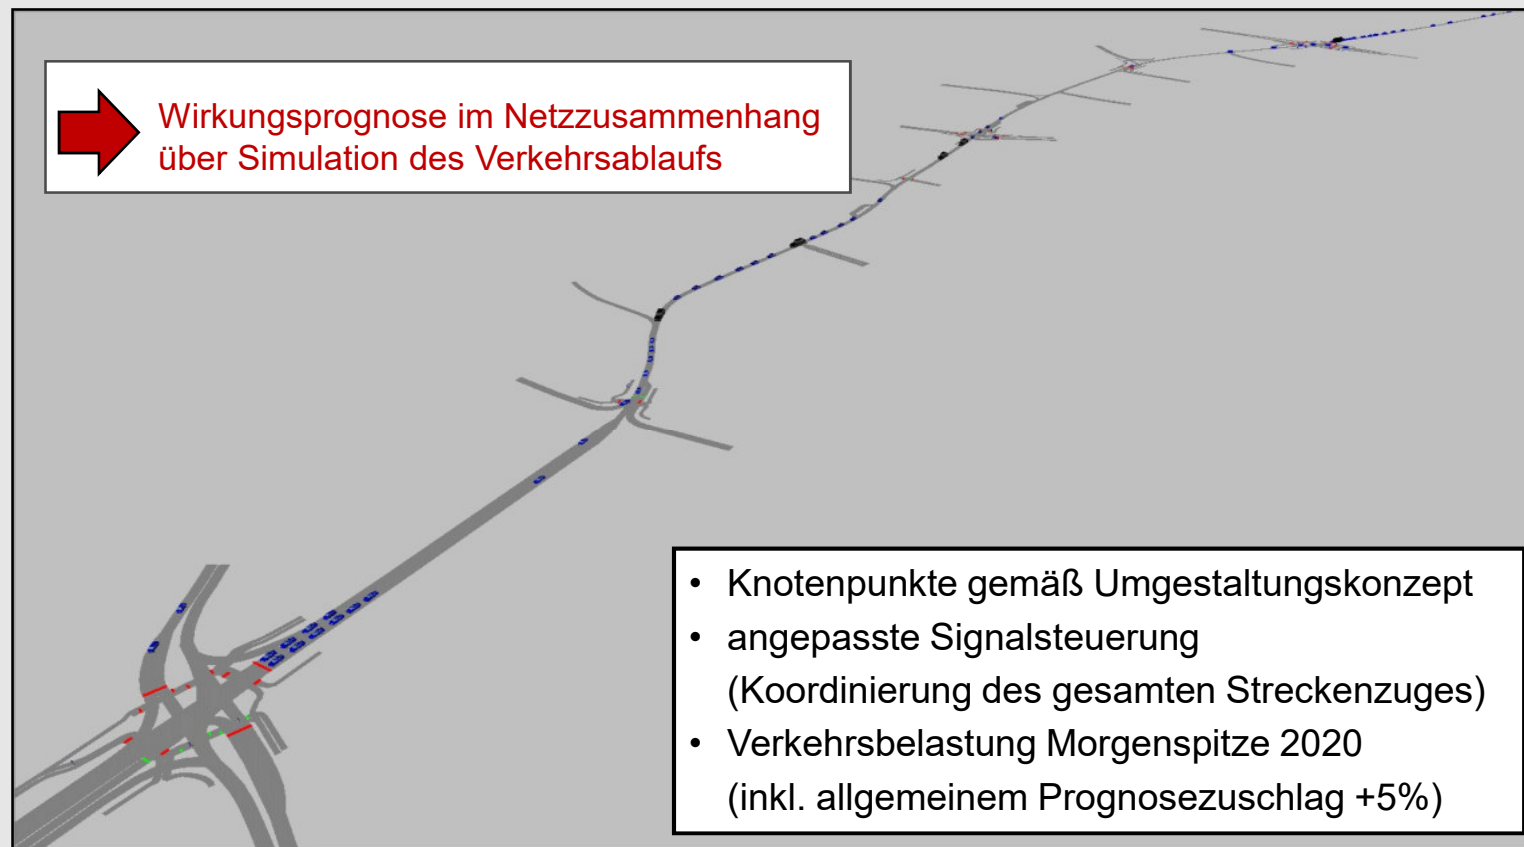 Wirkungsprognose im Netzzusammenhang
über Simulation des Verkehrsablaufs
• Knotenpunkte gemäß Umgestaltungskonzept
• angepasste Signalsteuerung
(Koordinierung des gesamten Streckenzuges)
• Verkehrsbelastung Morgenspitze 2020
(inkl. allgemeinem Prognosezuschlag +5%)